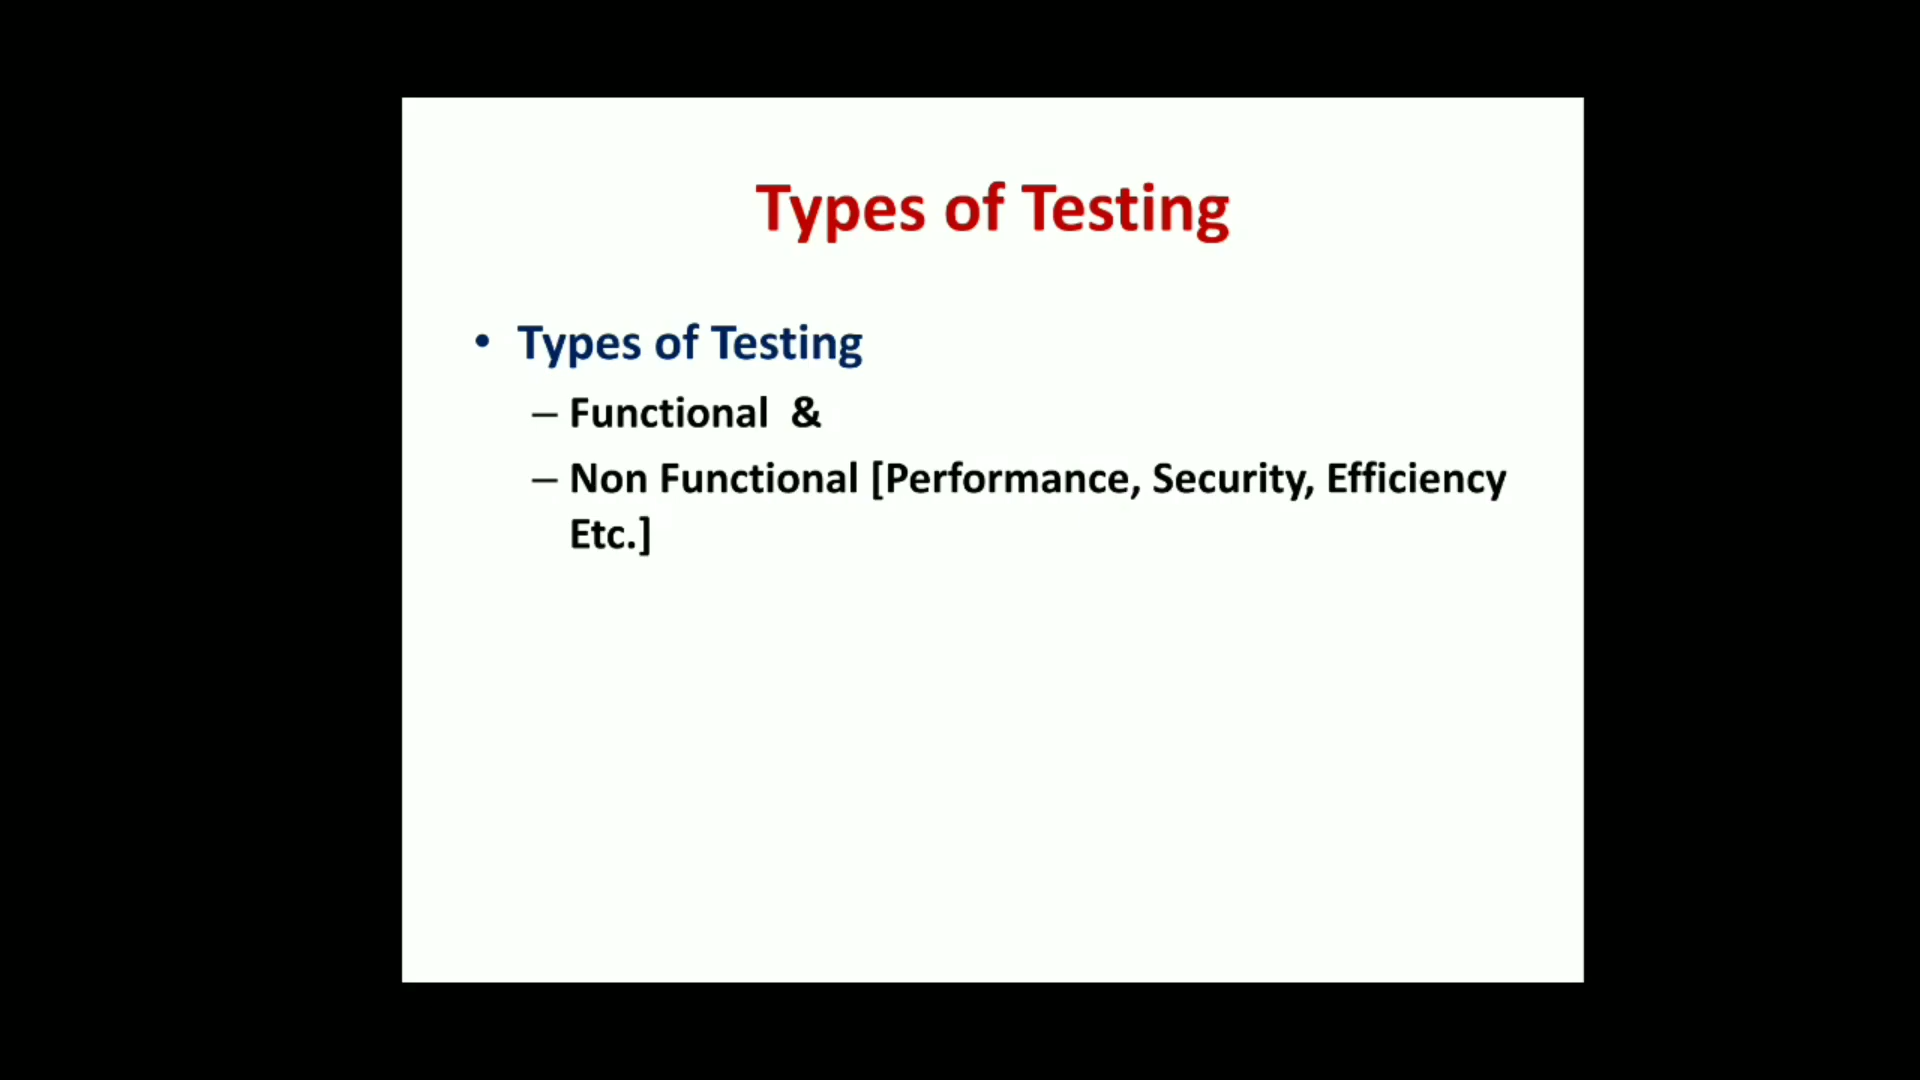 Types of Testing
• Types of Testing
– Functional &
– Non Functional [Performance, Security, Efficiency
Etc.]